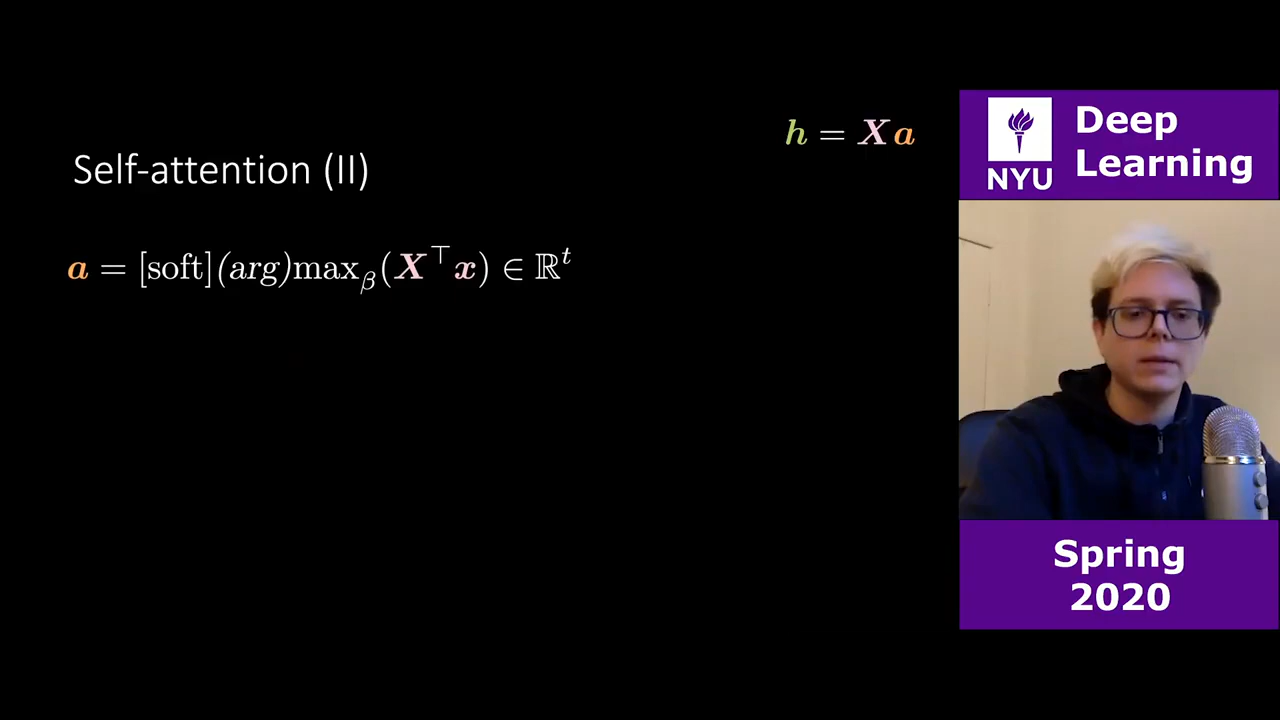 h = Xa
Self-attention (II)
a = [soft](arg)max_β(X^⊤x) ∈ ℝ^t
NYU
Deep
Learning
Spring
2020